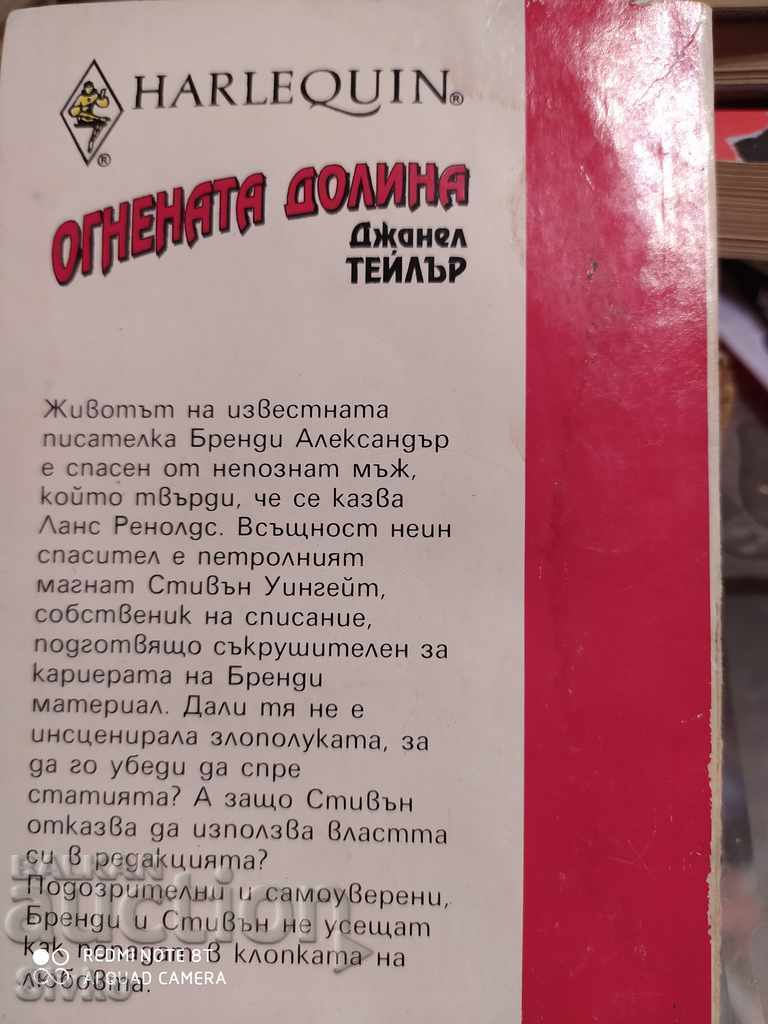 HARLEQUIN®
®
ОГНЕНАТА ДОЛИНА
Джанел
ТЕЙЛЪР
Животът на известната
писателка Бренди Александър
е спасен от непознат мъж,
който твърди, че се казва
Ланс Ренолдс. Всъщност неин
спасител е петролният
магнат Стивън Уингейт,
собственик на списание,
подготвящо съкрушителен за
кариерата на Бренди
материал. Дали тя не е
инсценирала злополуката, за
да го убеди да спре
статията? А защо Стивън
отказва да използва властта
си в редакцията?
Подозрителни и самоуверени,
Бренди и Стивън не усещат
как попадат в клопката на
любовта.
БАЛКАН
auction
REDMI NOTE 8T
AI QUAD CAMERA